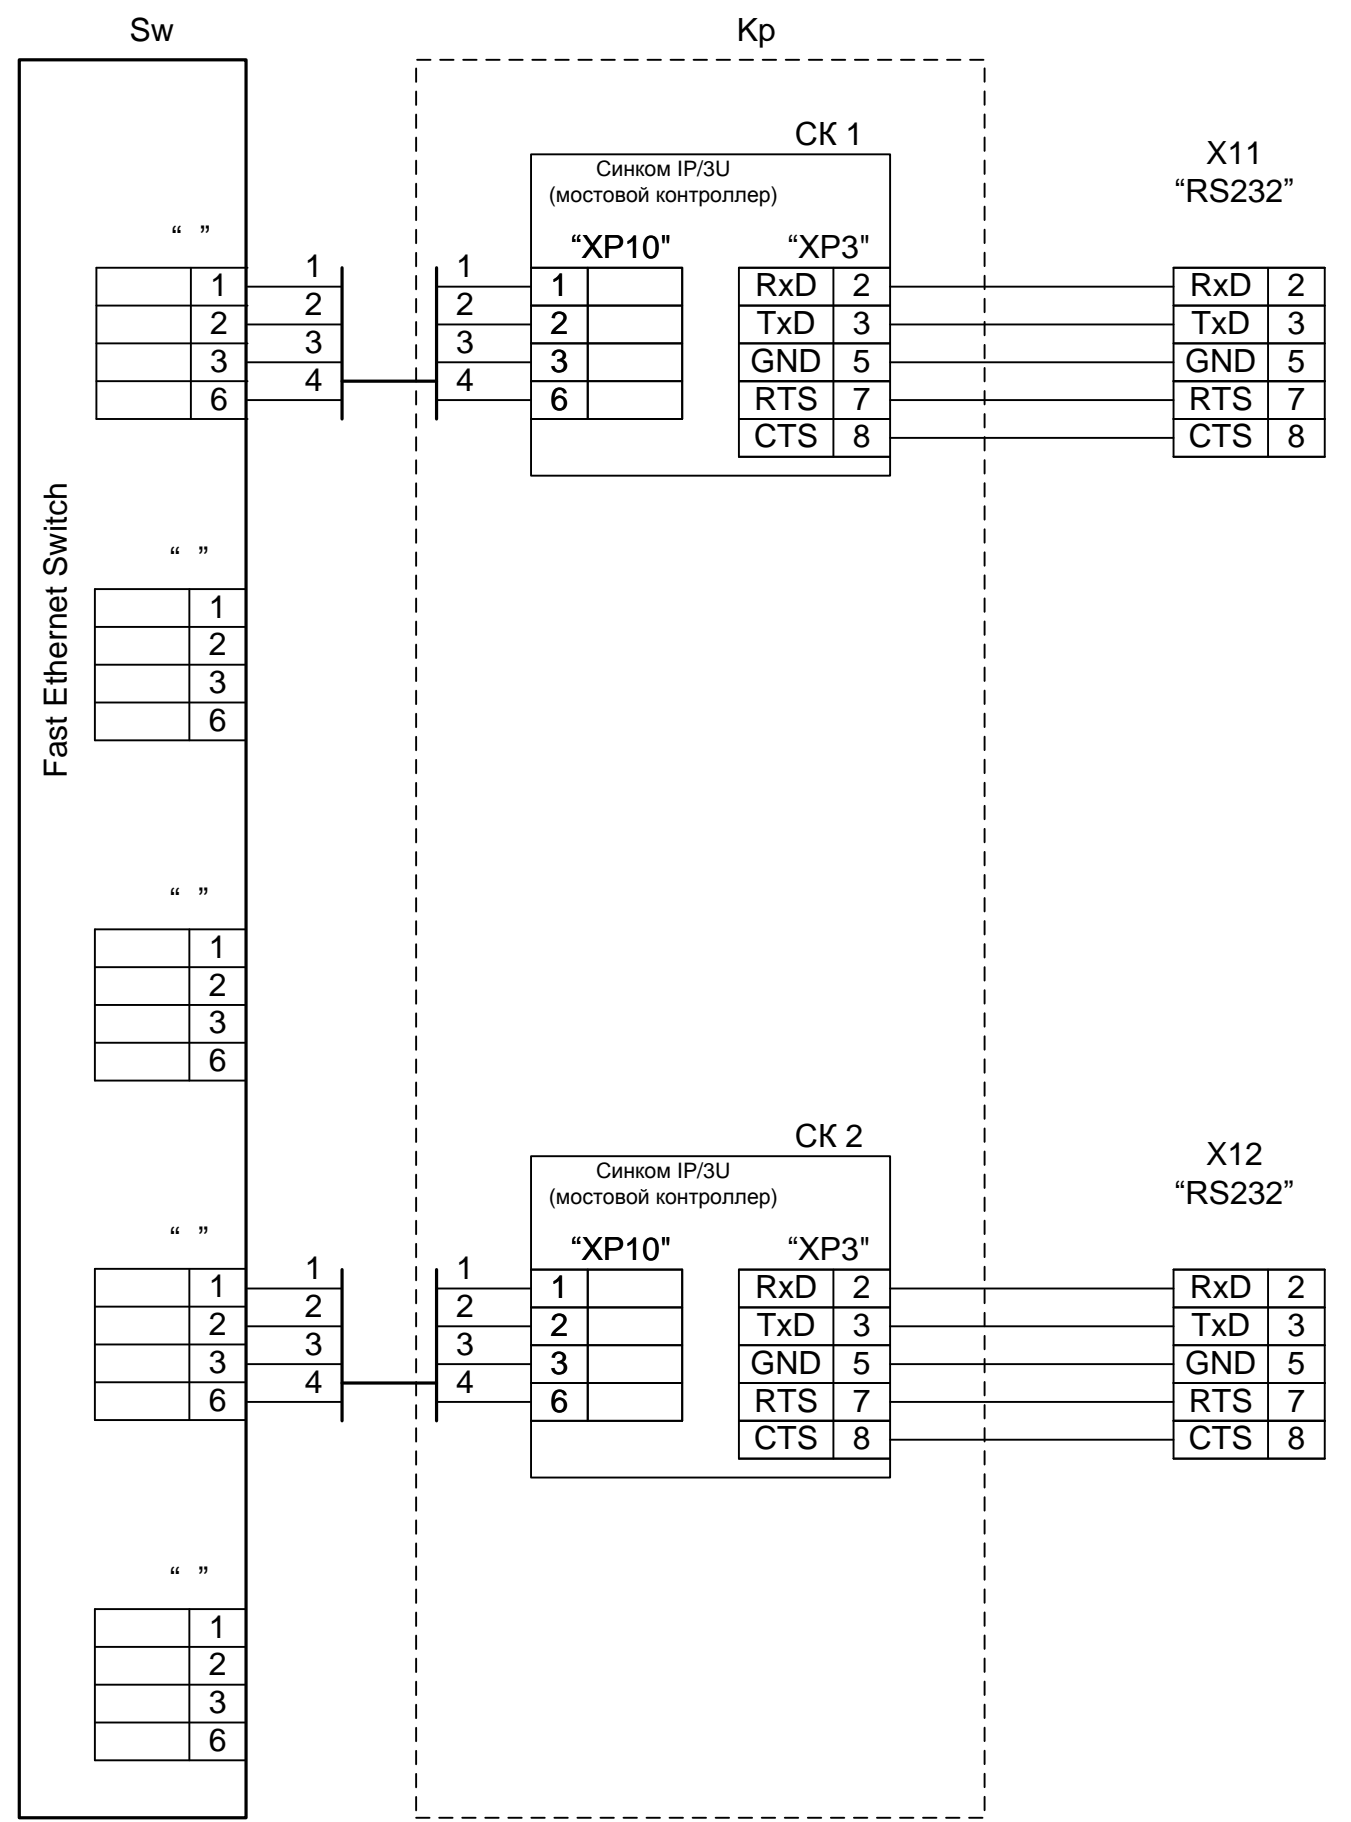 Sw
Kp
СК 1
Синком IP/3U
(мостовой контроллер)
X11
“RS232”
“ ”
“XP10"
“XP3"
1 1 1 1 RxD 2 RxD 2
2 2 2 2 TxD 3 TxD 3
3 3 3 3 GND 5 GND 5
6 4 4 6 RTS 7 RTS 7
CTS 8 CTS 8
Fast Ethernet Switch
“ ”
1
2
3
6
“ ”
1
2
3
6
СК 2
Синком IP/3U
(мостовой контроллер)
X12
“RS232”
“ ”
“XP10"
“XP3"
1 1 1 1 RxD 2 RxD 2
2 2 2 2 TxD 3 TxD 3
3 3 3 3 GND 5 GND 5
6 4 4 6 RTS 7 RTS 7
CTS 8 CTS 8
“ ”
1
2
3
6